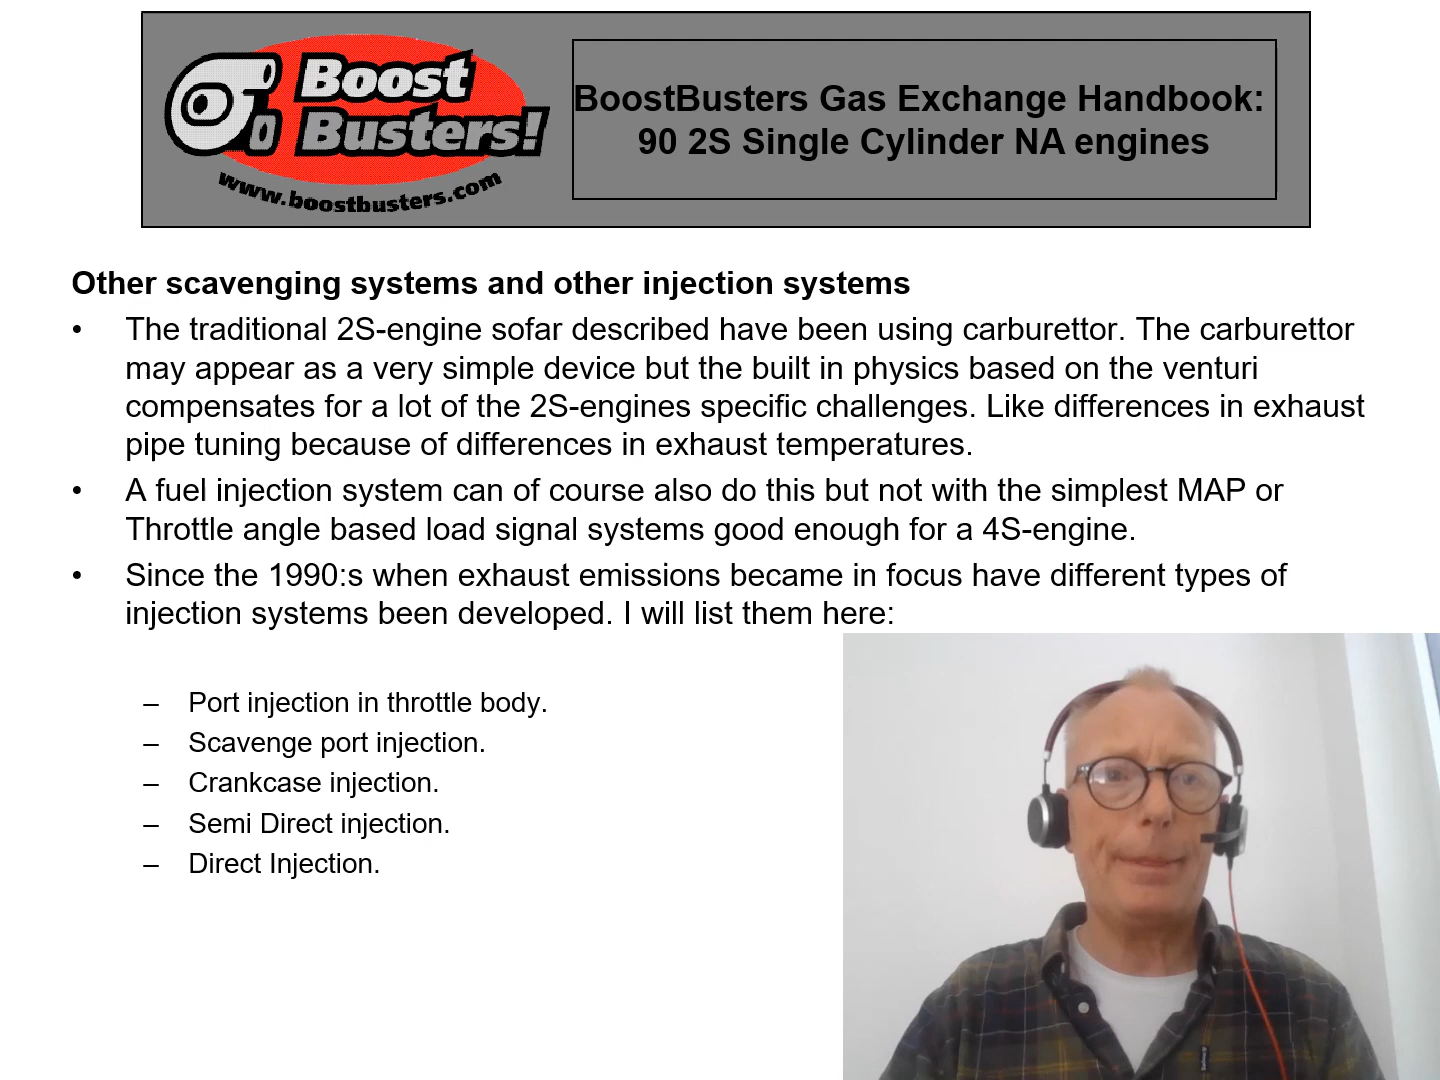 Boost
Busters!
www.boostbusters.com
BoostBusters Gas Exchange Handbook:
90 2S Single Cylinder NA engines
Other scavenging systems and other injection systems
• The traditional 2S-engine sofar described have been using carburettor. The carburettor
may appear as a very simple device but the built in physics based on the venturi
compensates for a lot of the 2S-engines specific challenges. Like differences in exhaust
pipe tuning because of differences in exhaust temperatures.
• A fuel injection system can of course also do this but not with the simplest MAP or
Throttle angle based load signal systems good enough for a 4S-engine.
• Since the 1990:s when exhaust emissions became in focus have different types of
injection systems been developed. I will list them here:
– Port injection in throttle body.
– Scavenge port injection.
– Crankcase injection.
– Semi Direct injection.
– Direct Injection.